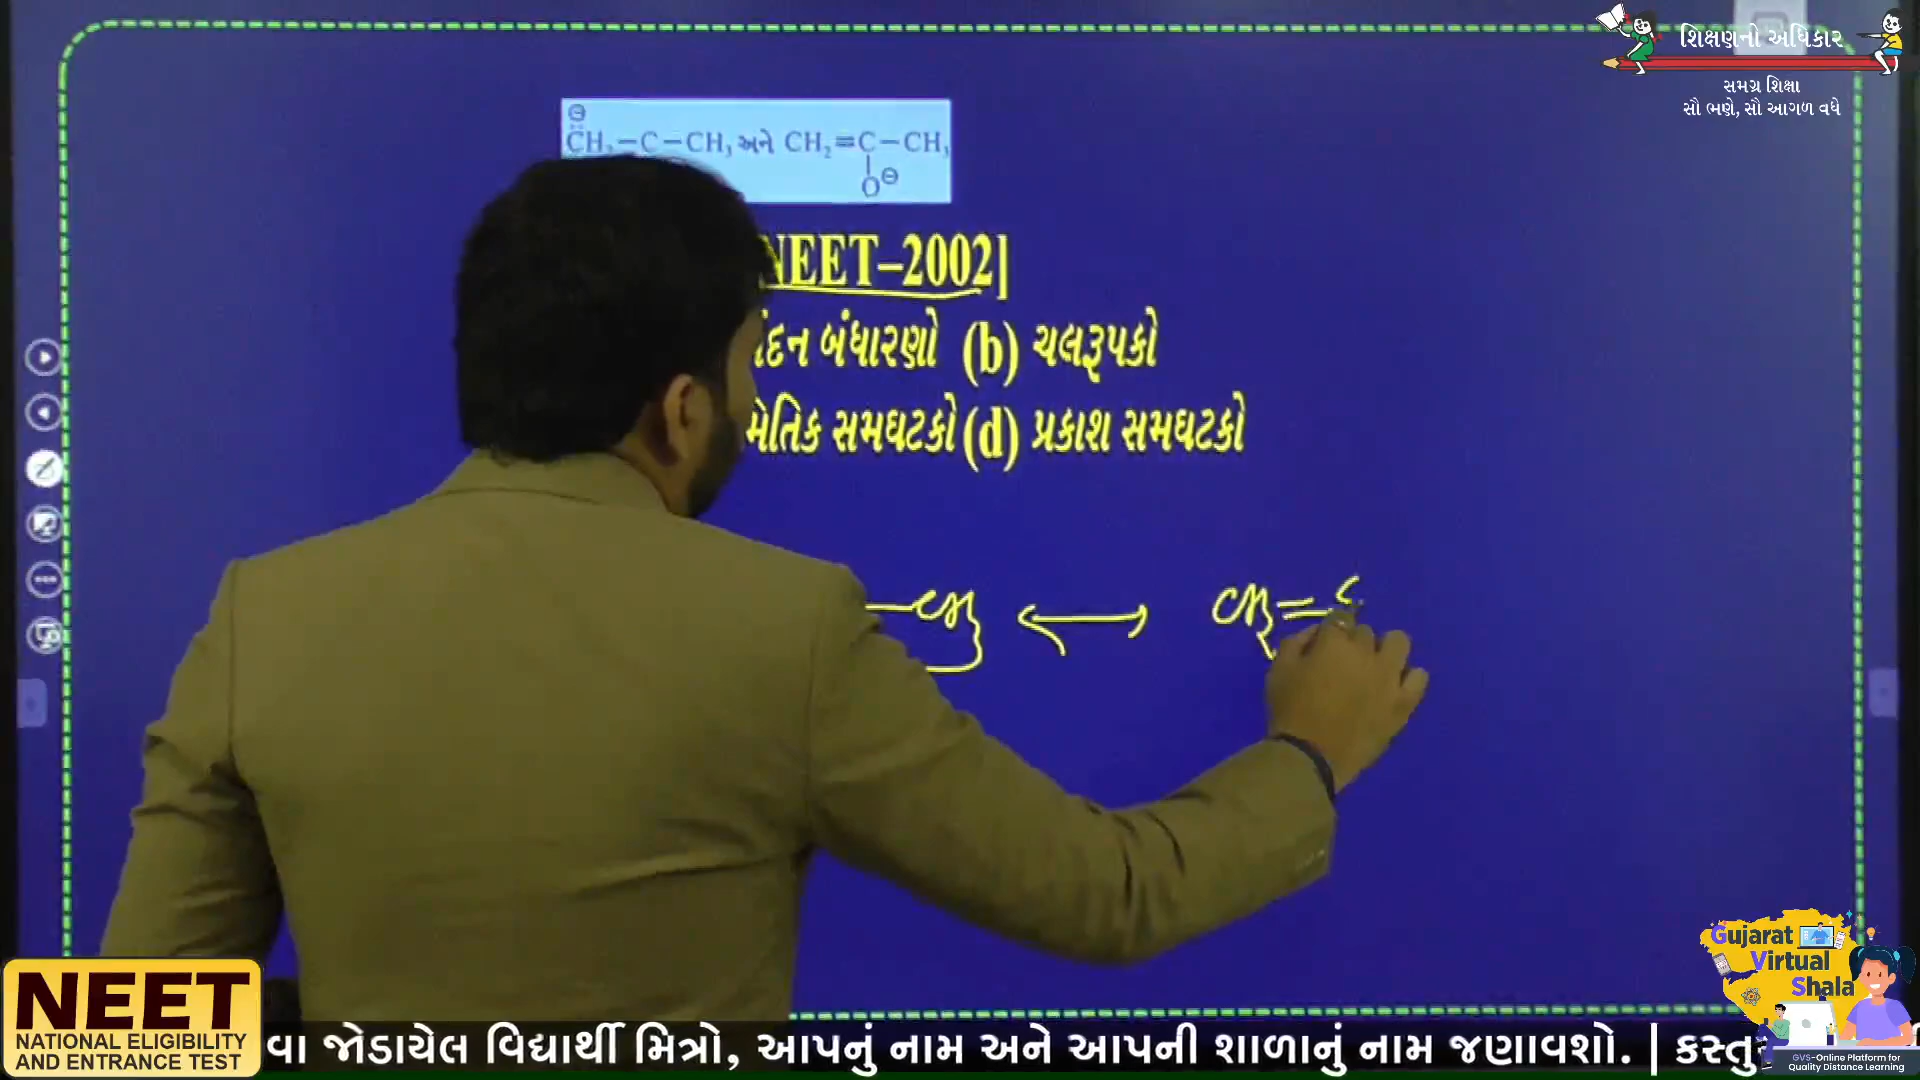 શિક્ષણનો અધિકાર
સમગ્ર શિક્ષા
સૌ ભણે, સૌ આગળ વધે
⊖
CH₂–C–CH₃ અને CH₂=C–CH₃
O⊖
NEET–2002]
બંધારણો (b) ચલરૂપકો
સમઘટકો (d) પ્રકાશ સમઘટકો
–CH₃ ⟷ CH₂=C
Gujarat
Virtual
Shala
GVS-Online Platform for
Quality Distance Learning
NEET
NATIONAL ELIGIBILITY
AND ENTRANCE TEST
જોડાયેલ વિદ્યાર્થી મિત્રો, આપનું નામ અને આપની શાળાનું નામ જણાવશો. |